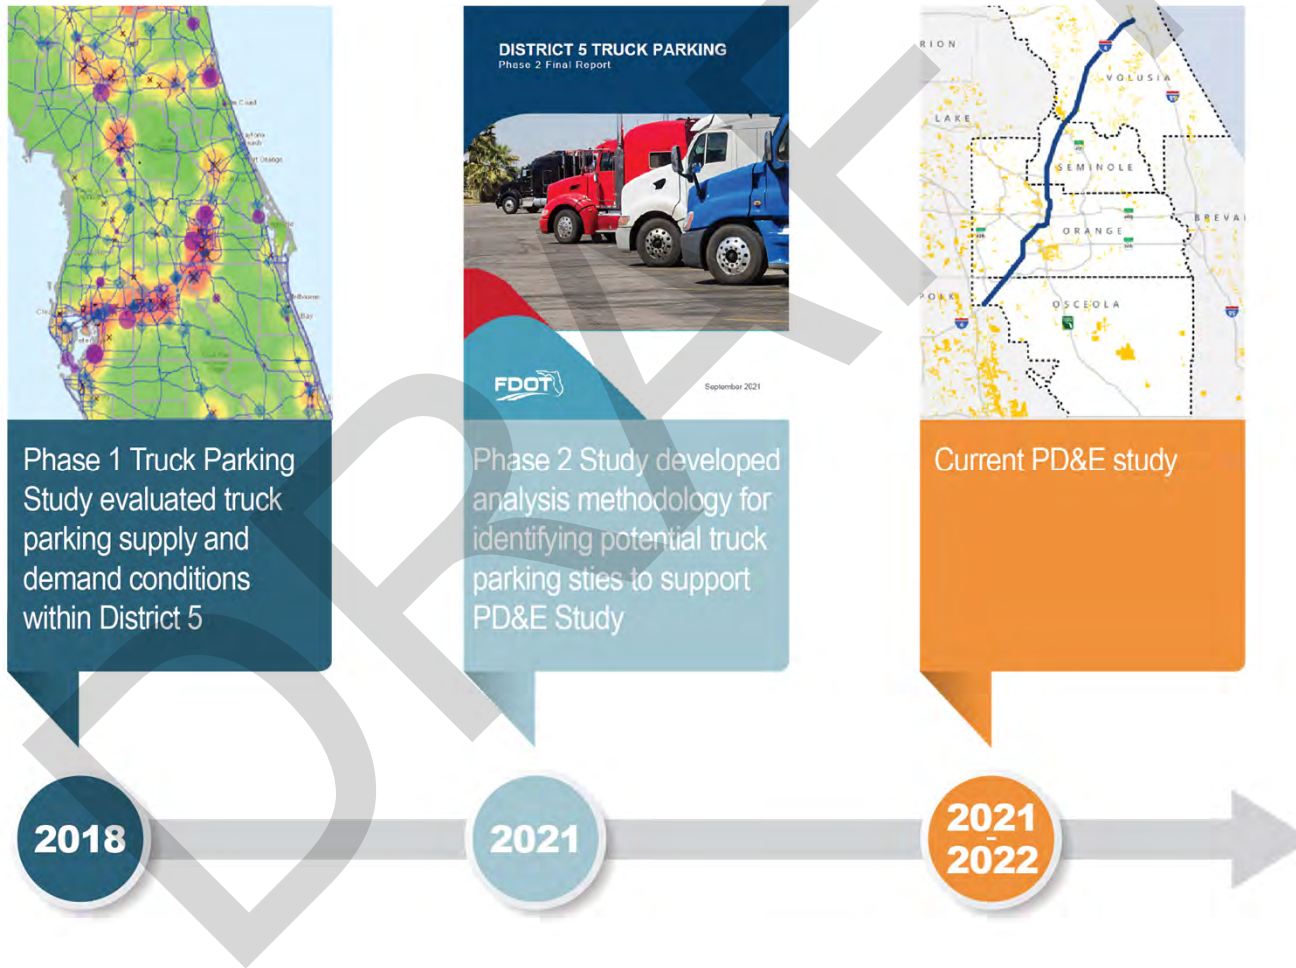 DISTRICT 5 TRUCK PARKING
Phase 2 Final Report
FDOT
September 2021
RION
VOLUSIA
LAKE
SEMINOLE
ORANGE
BREVA
POLK
OSCEOLA
Phase 1 Truck Parking
Study evaluated truck
parking supply and
demand conditions
within District 5
Phase 2 Study developed
analysis methodology for
identifying potential truck
parking sties to support
PD&E Study
Current PD&E study
2018
2021
2021
-
2022
DRAFT